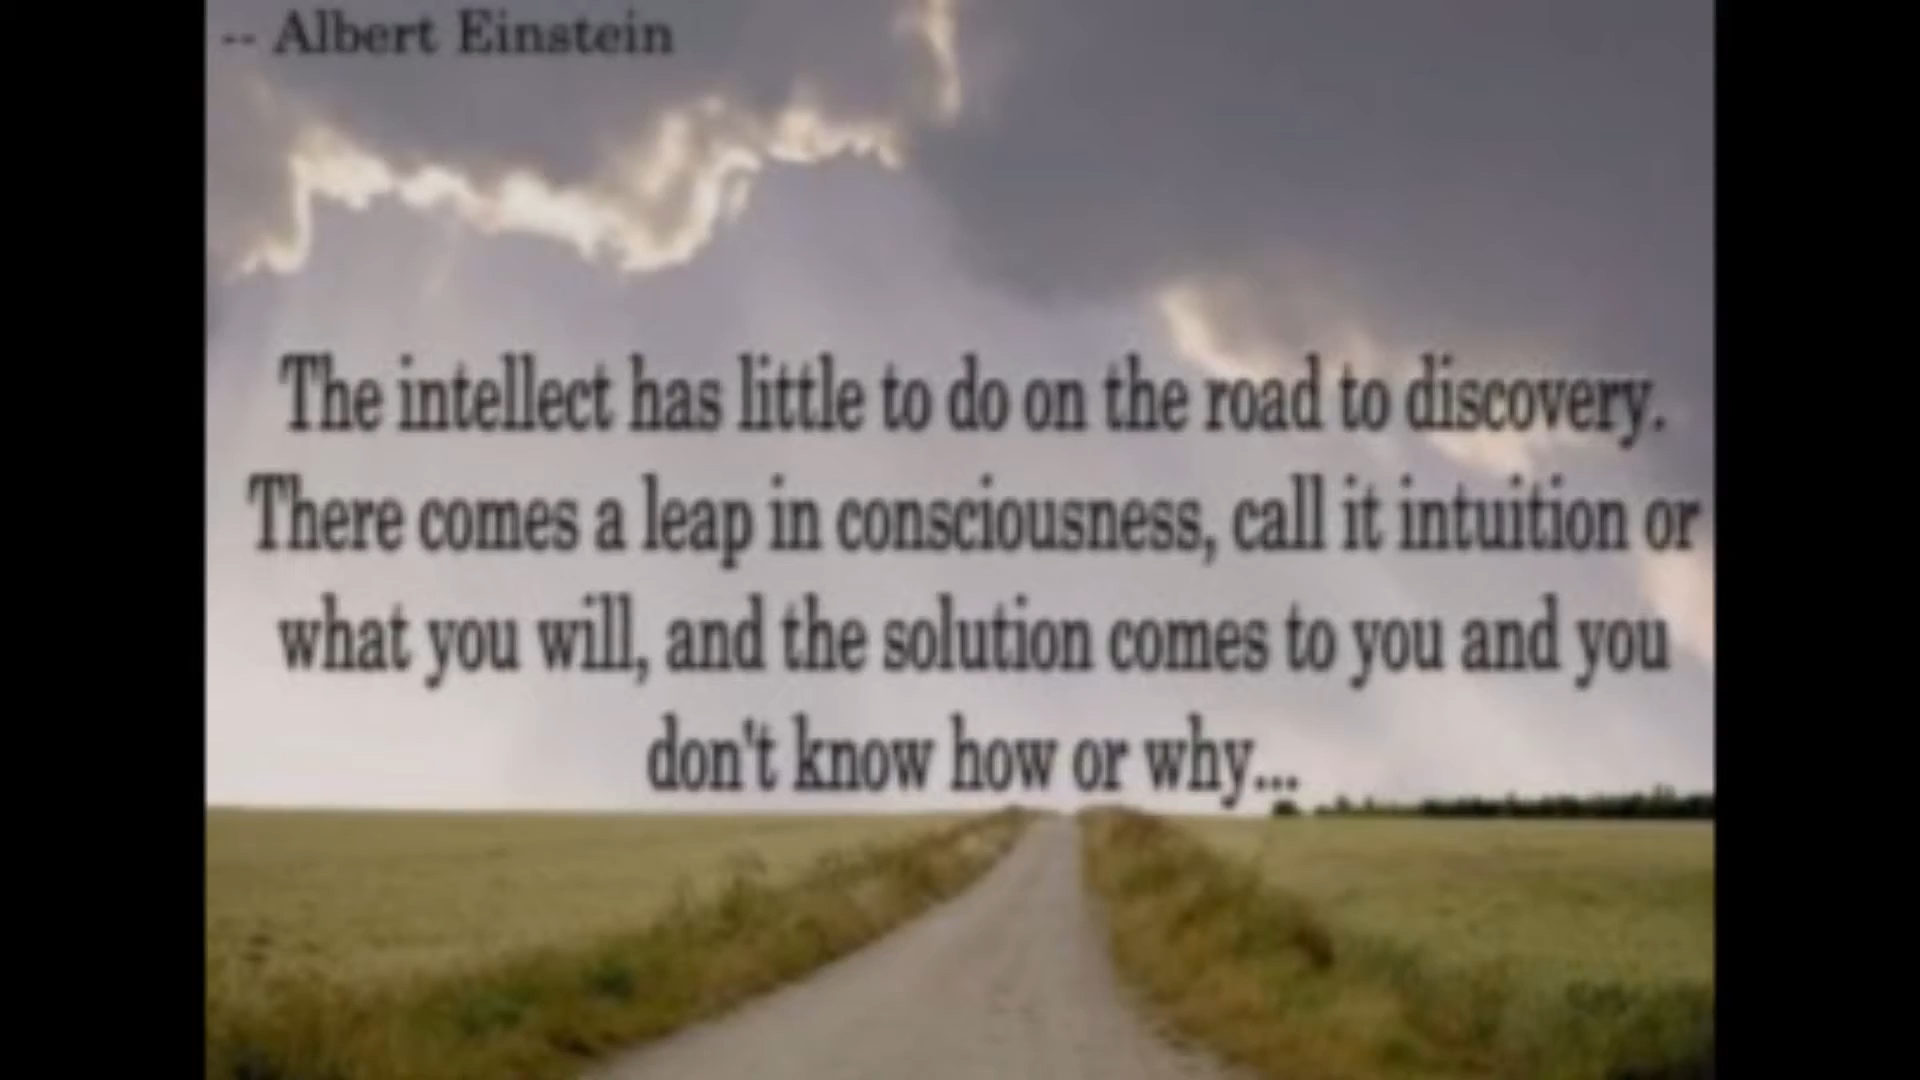 -- Albert Einstein
The intellect has little to do on the road to discovery.
There comes a leap in consciousness, call it intuition or
what you will, and the solution comes to you and you
don't know how or why...